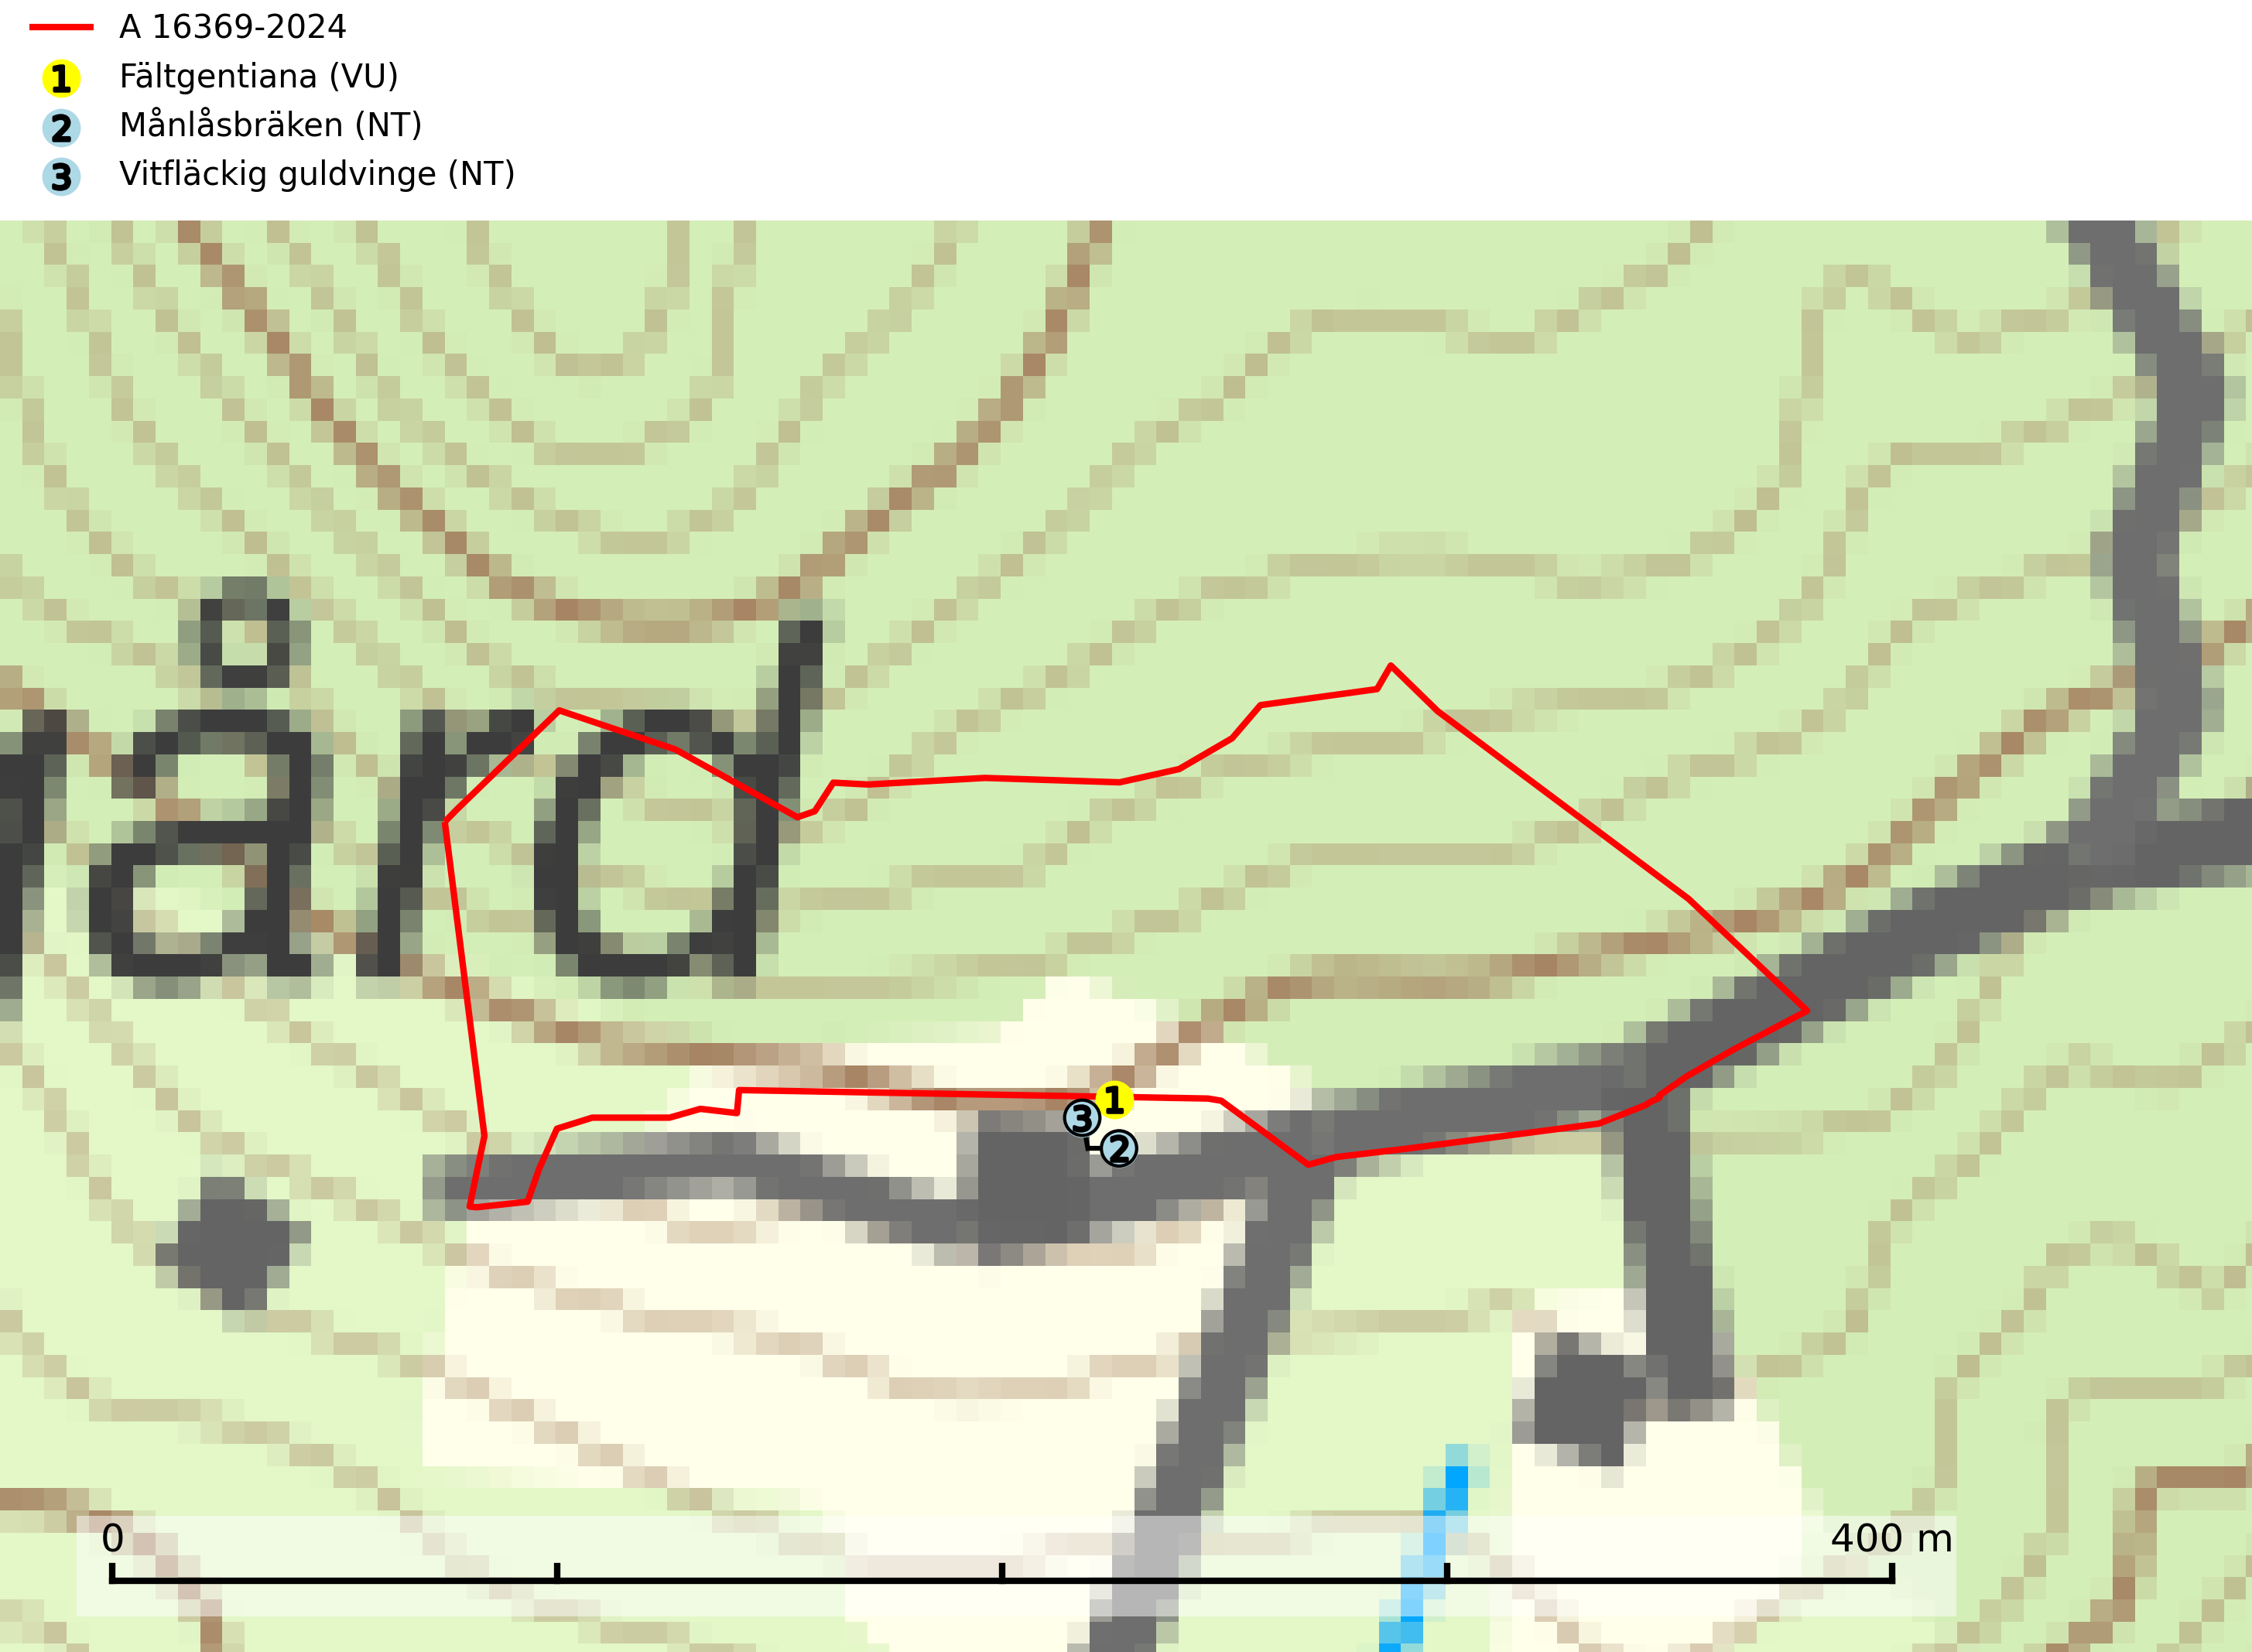 A 16369-2024
1 Fältgentiana (VU)
2 Månlåsbräken (NT)
3 Vitfläckig guldvinge (NT)
1
3
2
0 400 m